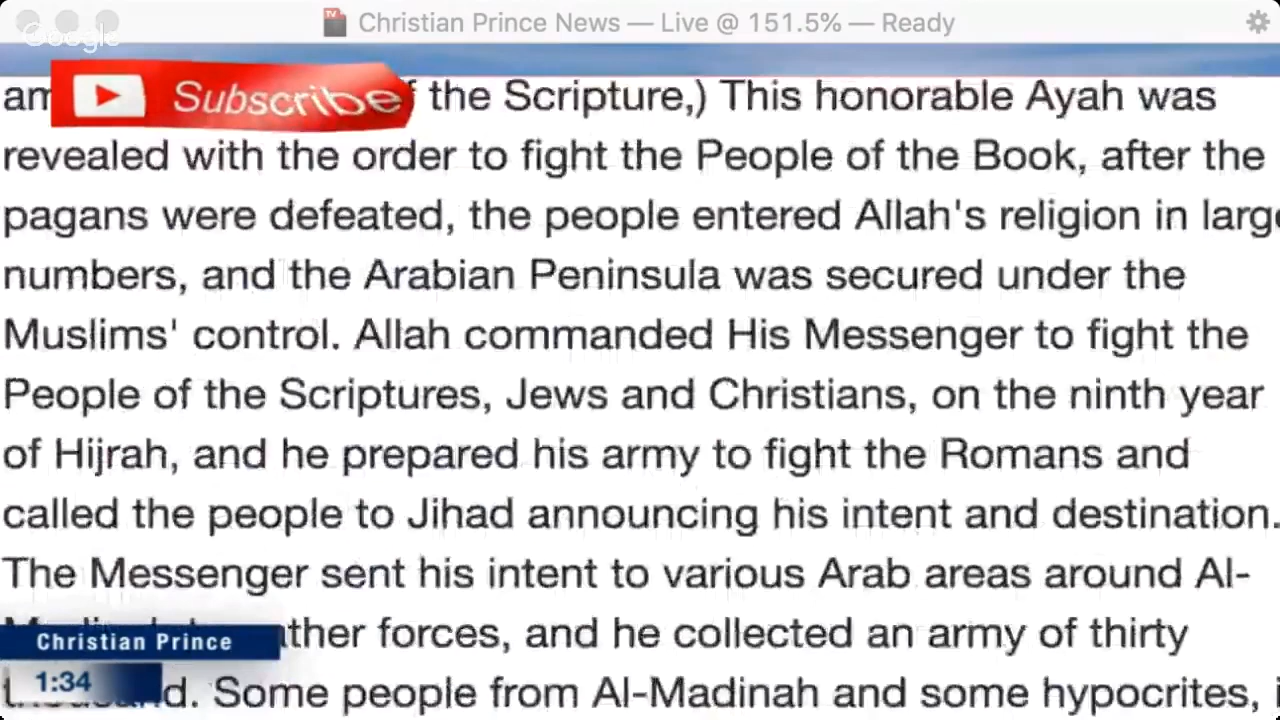 Christian Prince News — Live @ 151.5% — Ready
Google
Subscribe
am the Scripture,) This honorable Ayah was
revealed with the order to fight the People of the Book, after the
pagans were defeated, the people entered Allah's religion in large
numbers, and the Arabian Peninsula was secured under the
Muslims' control. Allah commanded His Messenger to fight the
People of the Scriptures, Jews and Christians, on the ninth year
of Hijrah, and he prepared his army to fight the Romans and
called the people to Jihad announcing his intent and destination.
The Messenger sent his intent to various Arab areas around Al-
ather forces, and he collected an army of thirty
Christian Prince
1:34
d. Some people from Al-Madinah and some hypocrites, i